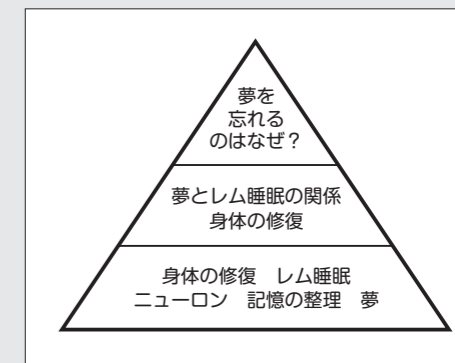 夢を
忘れる
のはなぜ？
夢とレム睡眠の関係
身体の修復
身体の修復　レム睡眠
ニューロン　記憶の整理　夢